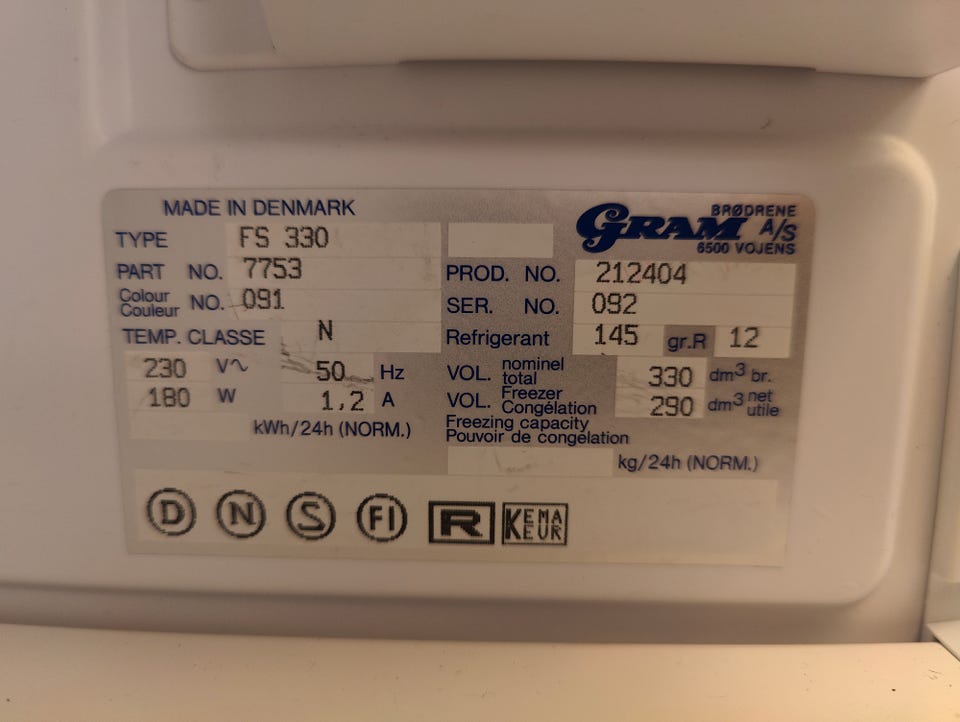 MADE IN DENMARK
GRAM BRØDRENE A/S
6500 VOJENS
TYPE FS 330
PART NO. 7753
PROD. NO. 212404
Colour
Couleur NO. 091
SER. NO. 092
TEMP. CLASSE N
Refrigerant 145 gr.R 12
230 V~ 50 Hz
VOL. nominel
total 330 dm³ br.
180 W 1,2 A
VOL. Freezer
Congélation 290 dm³ net
utile
kWh/24h (NORM.)
Freezing capacity
Pouvoir de congélation
kg/24h (NORM.)
D N S FI R KEMA
EUR